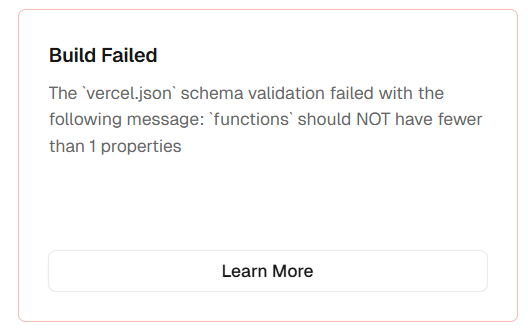 Build Failed
The `vercel.json` schema validation failed with the
following message: `functions` should NOT have fewer
than 1 properties
Learn More